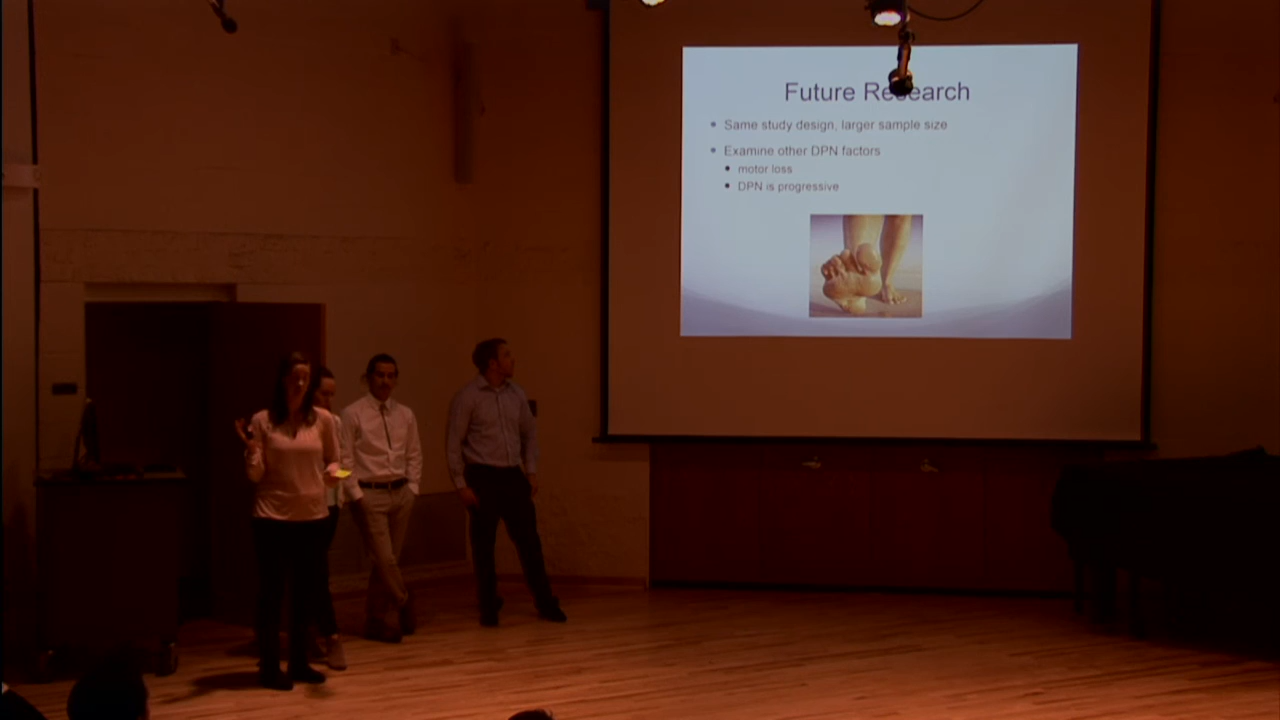 Future Research
Same study design, larger sample size
Examine other DPN factors
motor loss
DPN is progressive